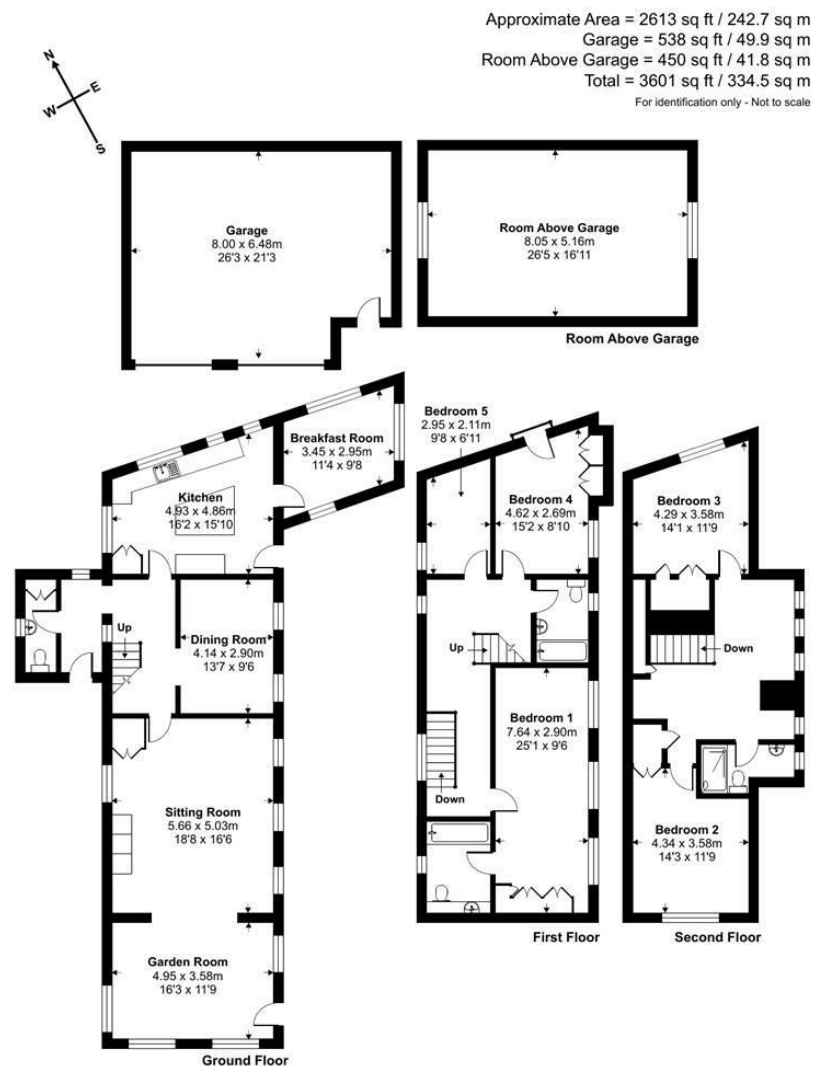 Approximate Area = 2613 sq ft / 242.7 sq m
Garage = 538 sq ft / 49.9 sq m
Room Above Garage = 450 sq ft / 41.8 sq m
Total = 3601 sq ft / 334.5 sq m
For identification only - Not to scale
N
E
W
S
Garage
8.00 x 6.48m
26'3 x 21'3
Room Above Garage
8.05 x 5.16m
26'5 x 16'11
Room Above Garage
Breakfast Room
3.45 x 2.95m
11'4 x 9'8
Kitchen
4.93 x 4.86m
16'2 x 15'10
Up
Dining Room
4.14 x 2.90m
13'7 x 9'6
Sitting Room
5.66 x 5.03m
18'8 x 16'6
Garden Room
4.95 x 3.58m
16'3 x 11'9
Ground Floor
Bedroom 5
2.95 x 2.11m
9'8 x 6'11
Bedroom 4
4.62 x 2.69m
15'2 x 8'10
Up
Bedroom 1
7.64 x 2.90m
25'1 x 9'6
Down
First Floor
Bedroom 3
4.29 x 3.58m
14'1 x 11'9
Down
Bedroom 2
4.34 x 3.58m
14'3 x 11'9
Second Floor